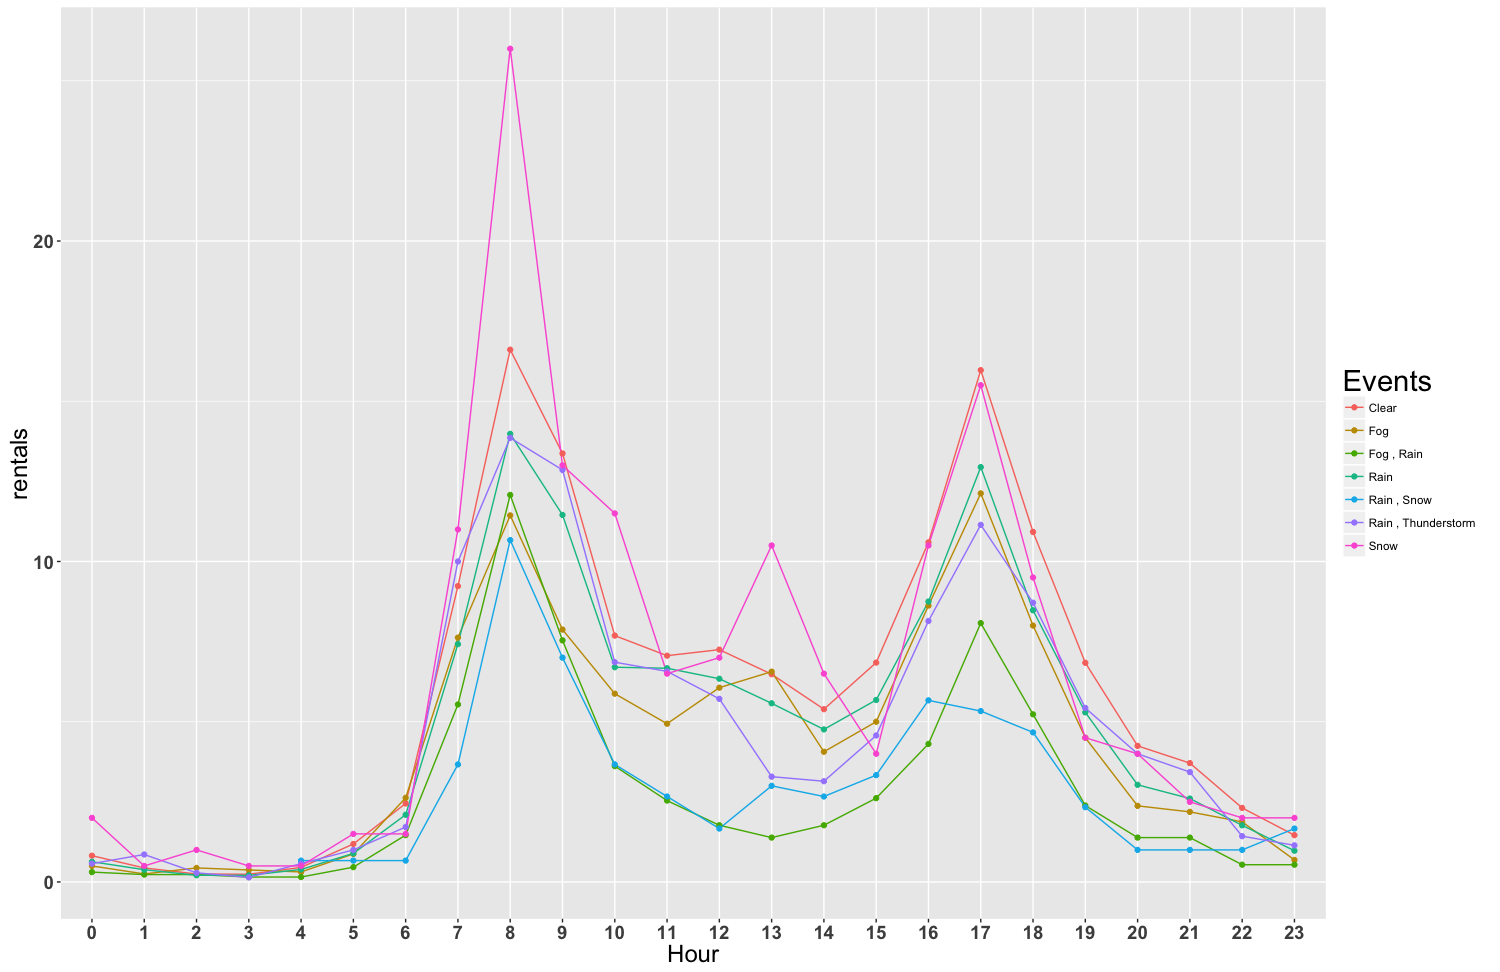 20
10
0
rentals
0 1 2 3 4 5 6 7 8 9 10 11 12 13 14 15 16 17 18 19 20 21 22 23
Hour
Events
Clear
Fog
Fog , Rain
Rain
Rain , Snow
Rain , Thunderstorm
Snow